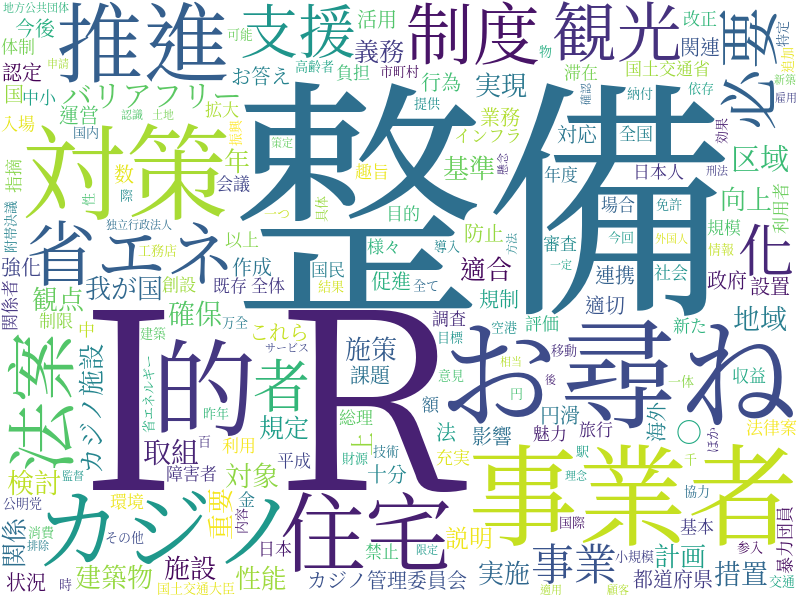 地方公共団体
今後
推進
支援
活用
制度
観光
改正
特定
必要
体制
可能
義務
関連
追加
認定
申請
お答え
高齢者
負担
物
滞在
国土交通省
国
中小
バリアフリー
市町村
行為
実現
確認
納付
依存
新築
雇用
入場
運営
認識
土地
拡大
提供
業務
インフラ
対策
整備
策定
国内
懸念
対応
全国
効果
区域
指摘
数
年
趣旨
基準
年度
日本人
会議
性
際
一つ
具体
目的
場合
免許
刑法
向上
利用者
附帯決議
独立行政法人
省エネ
以上
工務店
様々
防止
導入
方法
審査
今回
外国人
規模
情報
化
関係者
強化
我が国
作成
創設
国民
促進
適合
一定
連携
社会
政府
設置
既存
全体
結果
全て
規制
適切
観点
制限
中
確保
万全
これら
調査
空港
評価
新た
地域
IR
的
お尋ね
法案
カジノ施設
建築
サービス
目標
移動
者
施策
課題
相当
意見
円
後
一体
収益
省エネルギー
昨年
規定
総理
額
円滑
海外
〇
法律案
ほか
取組
百
上
法
影響
魅力
旅行
検討
監督
障害者
利用
平成
財源
技術
十分
充実
駅
理念
千
公明党
カジノ
環境
重要
対象
金
内容
住宅
事業者
説明
協力
関係
消費
排除
その他
日本
禁止
限定
国際
基本
暴力団員
状況
時
建築物
施設
性能
カジノ管理委員会
実施
事業
小規模
計画
参入
措置
国土交通大臣
適用
顧客
都道府県
交通